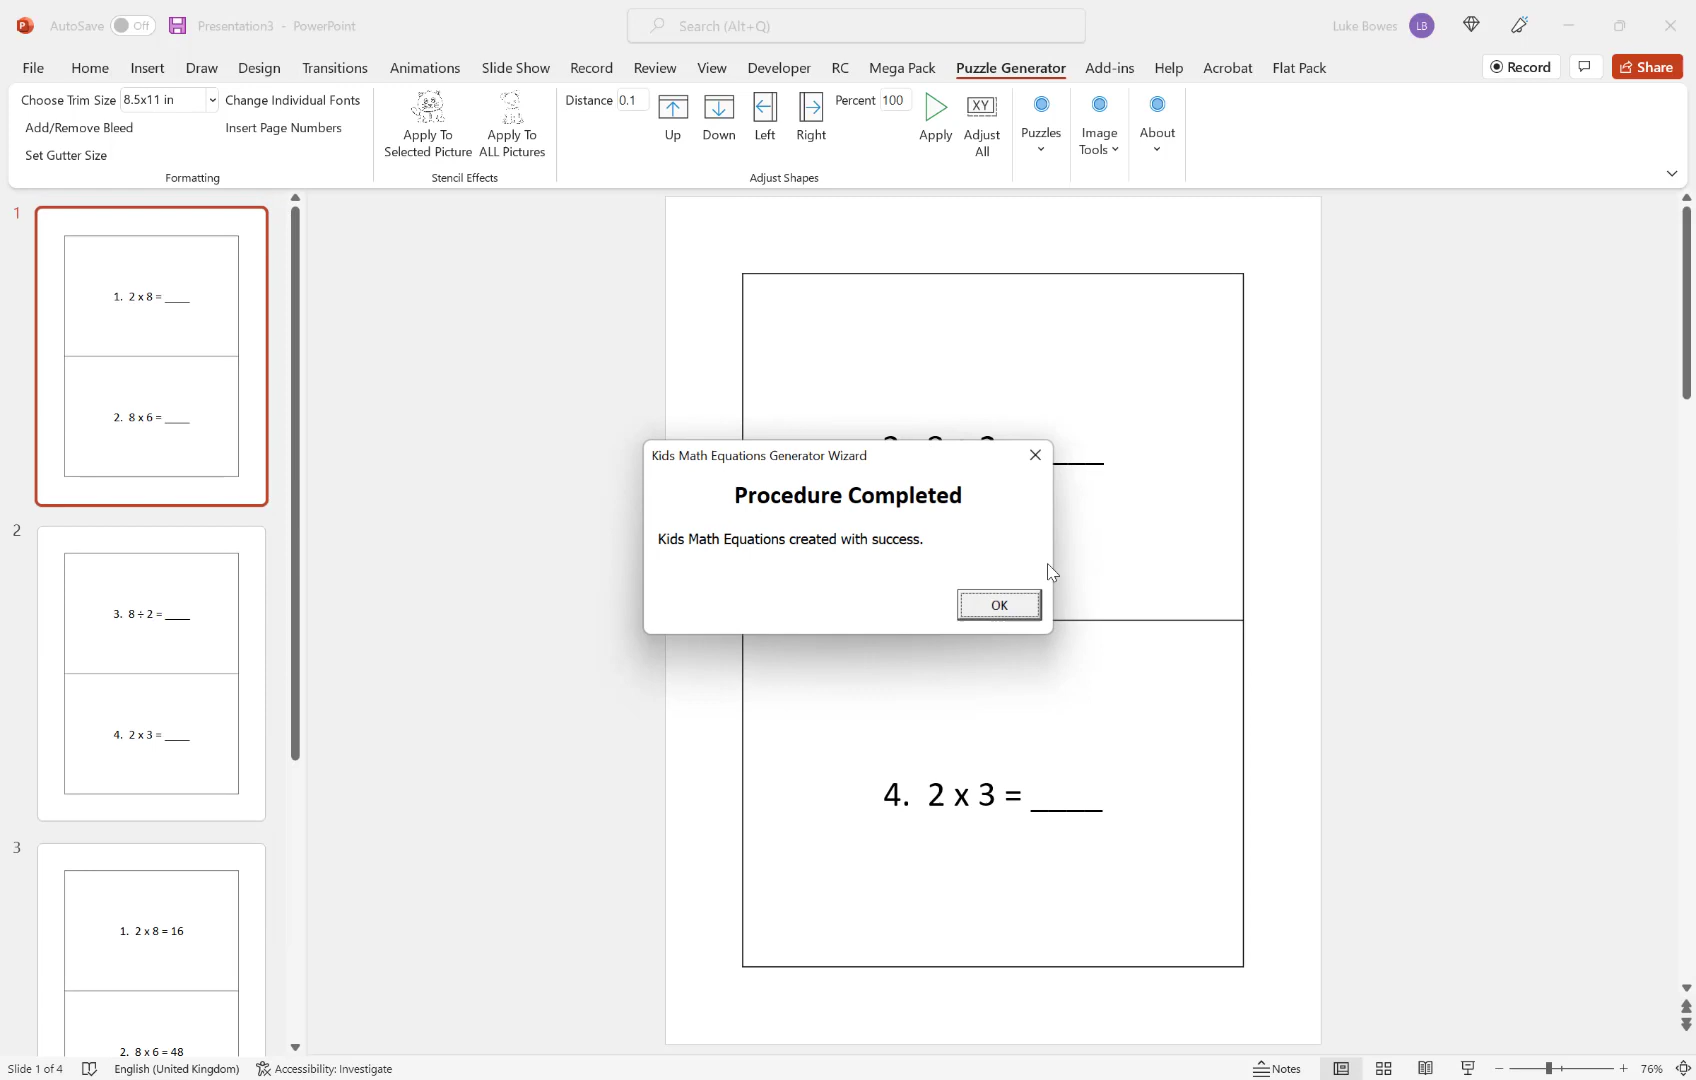 AutoSave Off Presentation3 - PowerPoint Search (Alt+Q) Luke Bowes LB
File Home Insert Draw Design Transitions Animations Slide Show Record Review View Developer RC Mega Pack Puzzle Generator Add-ins Help Acrobat Flat Pack Record Share
Choose Trim Size 8.5x11 in Change Individual Fonts
Add/Remove Bleed Insert Page Numbers
Set Gutter Size
Formatting
Apply To Selected Picture
Apply To ALL Pictures
Stencil Effects
Distance 0.1
Up Down Left Right
Percent 100
Apply
XY
Adjust All
Adjust Shapes
Puzzles
Image Tools
About
1
1. 2 x 8 = ____
2. 8 x 6 = ____
2
3. 8 ÷ 2 = ____
4. 2 x 3 = ____
3
1. 2 x 8 = 16
2. 8 x 6 = 48
Kids Math Equations Generator Wizard
Procedure Completed
Kids Math Equations created with success.
OK
4. 2 x 3 = ____
Slide 1 of 4 English (United Kingdom) Accessibility: Investigate Notes 76%